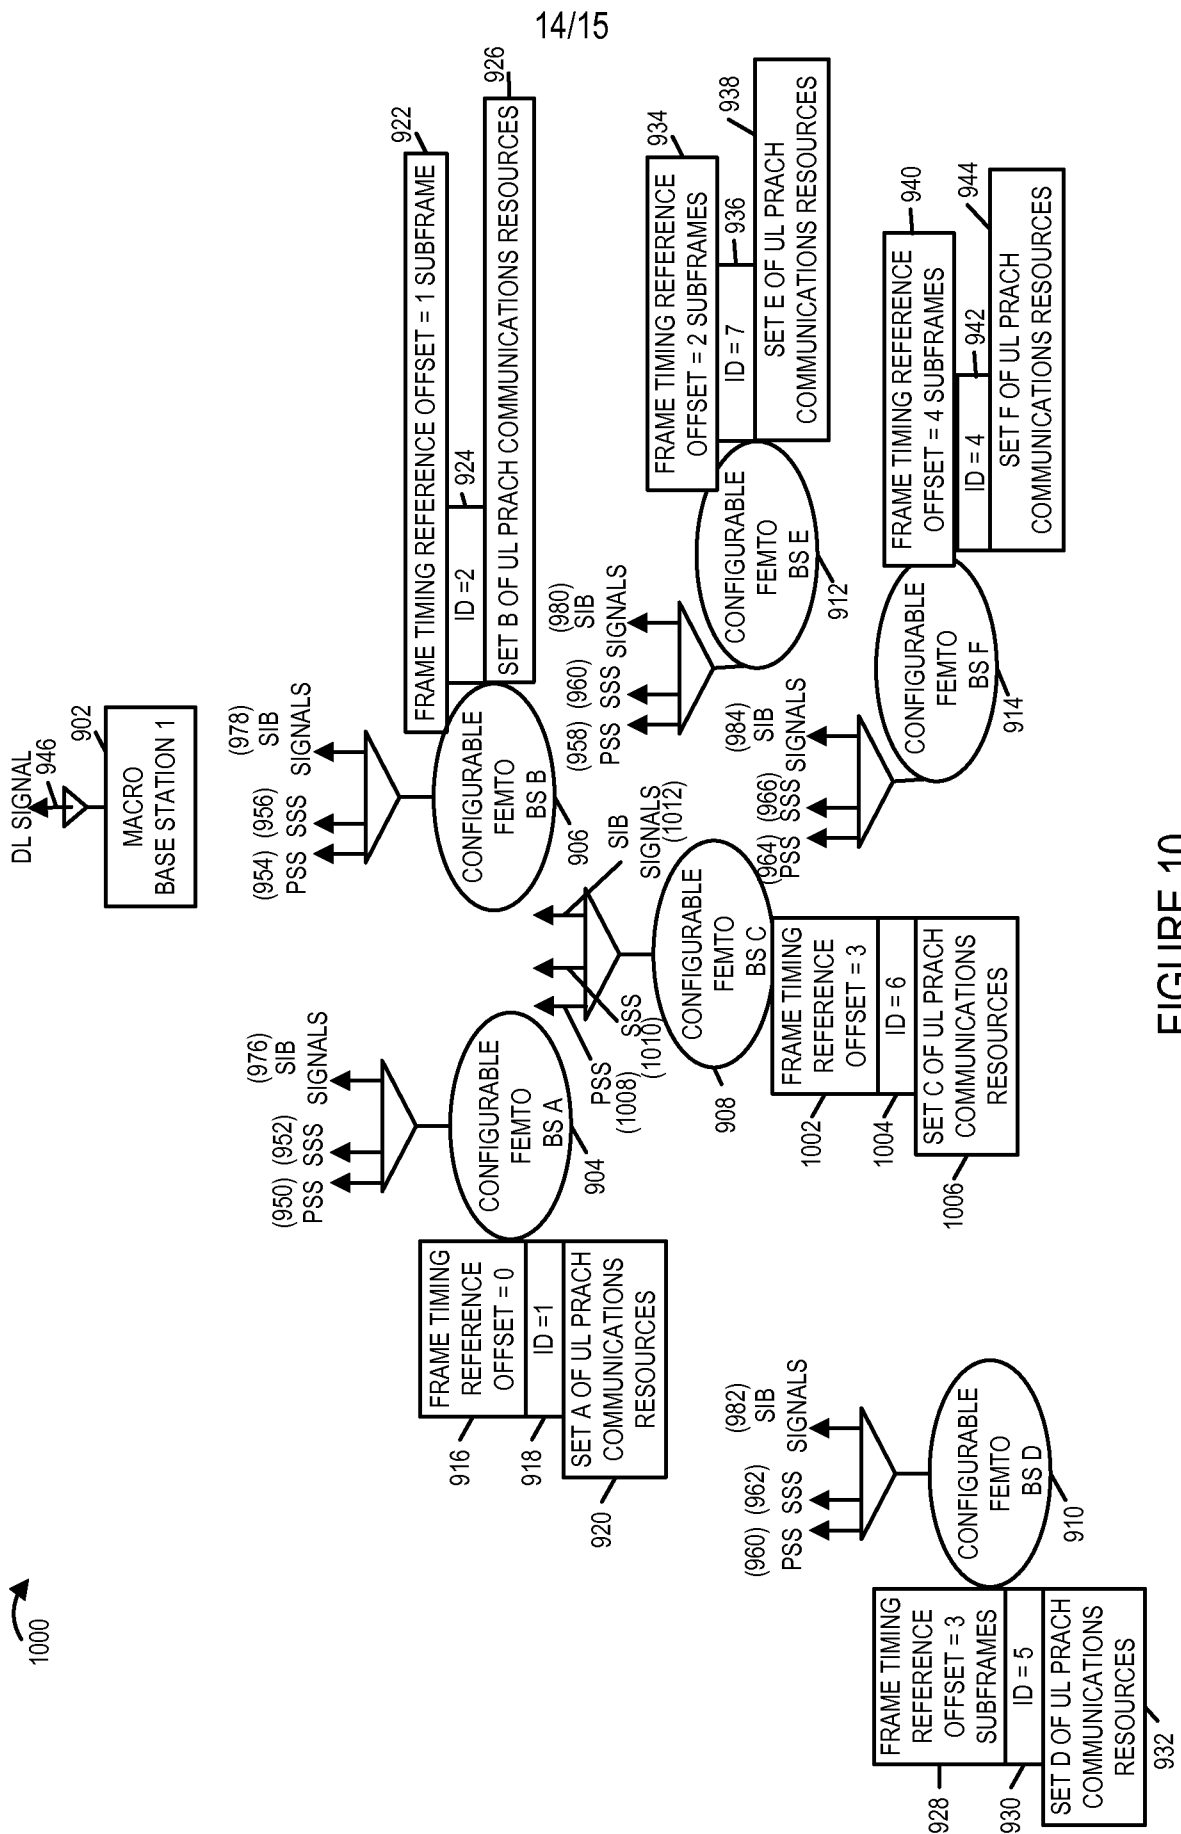 14/15
1000
DL SIGNAL
946
902
MACRO
BASE STATION 1
(976)
SIB
SIGNALS
(950) (952)
PSS SSS
CONFIGURABLE
FEMTO
BS A
904
FRAME TIMING
REFERENCE
OFFSET = 0
916
ID =1
918
SET A OF UL PRACH
COMMUNICATIONS
RESOURCES
920
(978)
SIB
SIGNALS
(954) (956)
PSS SSS
CONFIGURABLE
FEMTO
BS B
906
FRAME TIMING REFERENCE OFFSET = 1 SUBFRAME
922
ID =2
924
SET B OF UL PRACH COMMUNICATIONS RESOURCES
926
PSS
(1008)
SSS
(1010)
SIB
SIGNALS
(1012)
CONFIGURABLE
FEMTO
BS C
908
FRAME TIMING
REFERENCE
OFFSET = 3
1002
ID = 6
1004
SET C OF UL PRACH
COMMUNICATIONS
RESOURCES
1006
(982)
SIB
SIGNALS
(960) (962)
PSS SSS
CONFIGURABLE
FEMTO
BS D
910
FRAME TIMING
REFERENCE
OFFSET = 3
SUBFRAMES
928
ID = 5
930
SET D OF UL PRACH
COMMUNICATIONS
RESOURCES
932
(980)
SIB
SIGNALS
(958) (960)
PSS SSS
CONFIGURABLE
FEMTO
BS E
912
FRAME TIMING REFERENCE
OFFSET = 2 SUBFRAMES
934
ID = 7
936
SET E OF UL PRACH
COMMUNICATIONS RESOURCES
938
(984)
SIB
SIGNALS
(964) (966)
PSS SSS
CONFIGURABLE
FEMTO
BS F
914
FRAME TIMING REFERENCE
OFFSET = 4 SUBFRAMES
940
ID = 4
942
SET F OF UL PRACH
COMMUNICATIONS RESOURCES
944
FIGURE 10